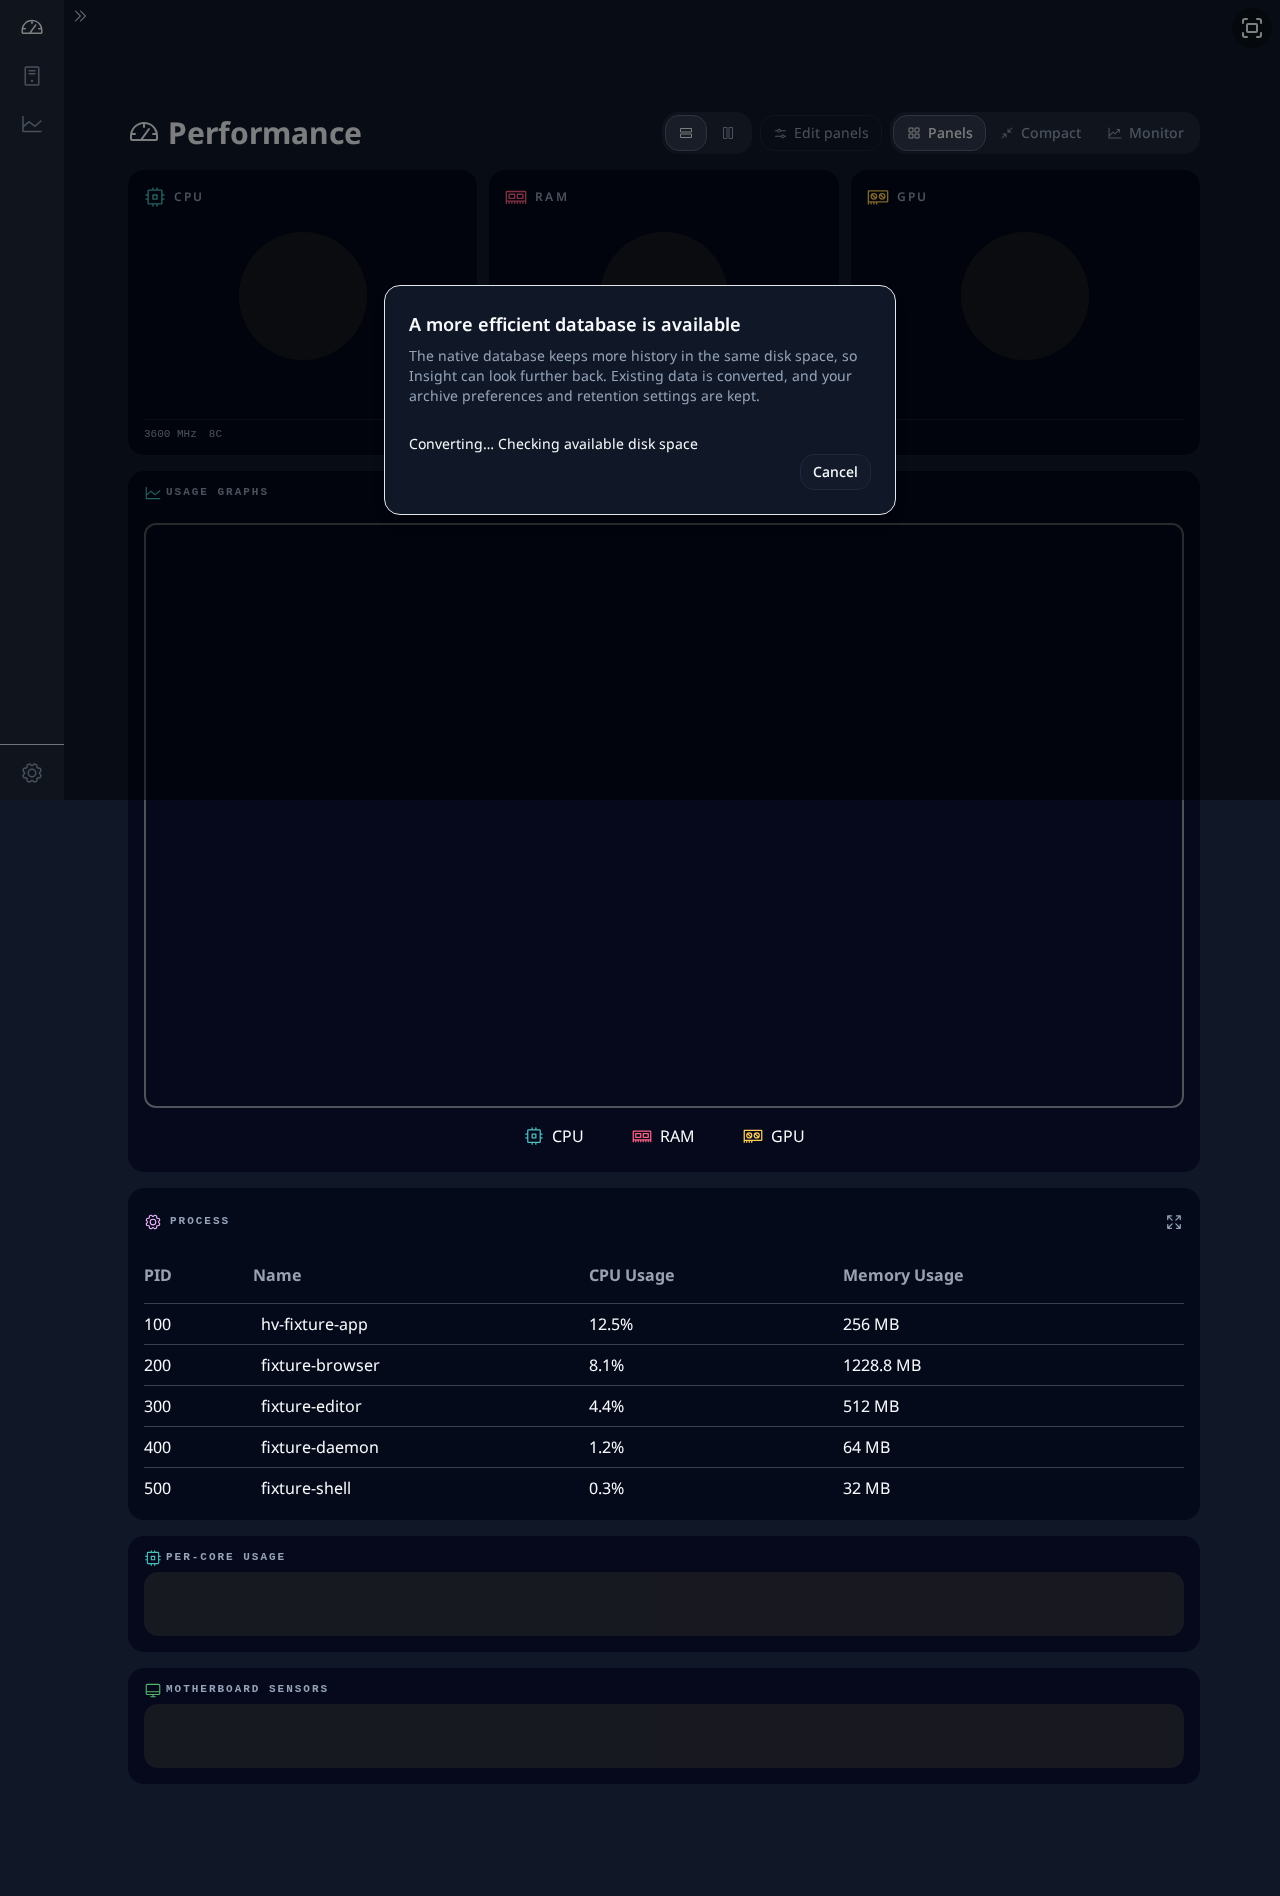 Performance
Edit panels
Panels
Compact
Monitor
CPU
RAM
GPU
A more efficient database is available
The native database keeps more history in the same disk space, so
Insight can look further back. Existing data is converted, and your
archive preferences and retention settings are kept.
Converting... Checking available disk space
Cancel
3600 MHz 8C
USAGE GRAPHS
CPU
RAM
GPU
PROCESS
PID Name CPU Usage Memory Usage
100 hv-fixture-app 12.5% 256 MB
200 fixture-browser 8.1% 1228.8 MB
300 fixture-editor 4.4% 512 MB
400 fixture-daemon 1.2% 64 MB
500 fixture-shell 0.3% 32 MB
PER-CORE USAGE
MOTHERBOARD SENSORS